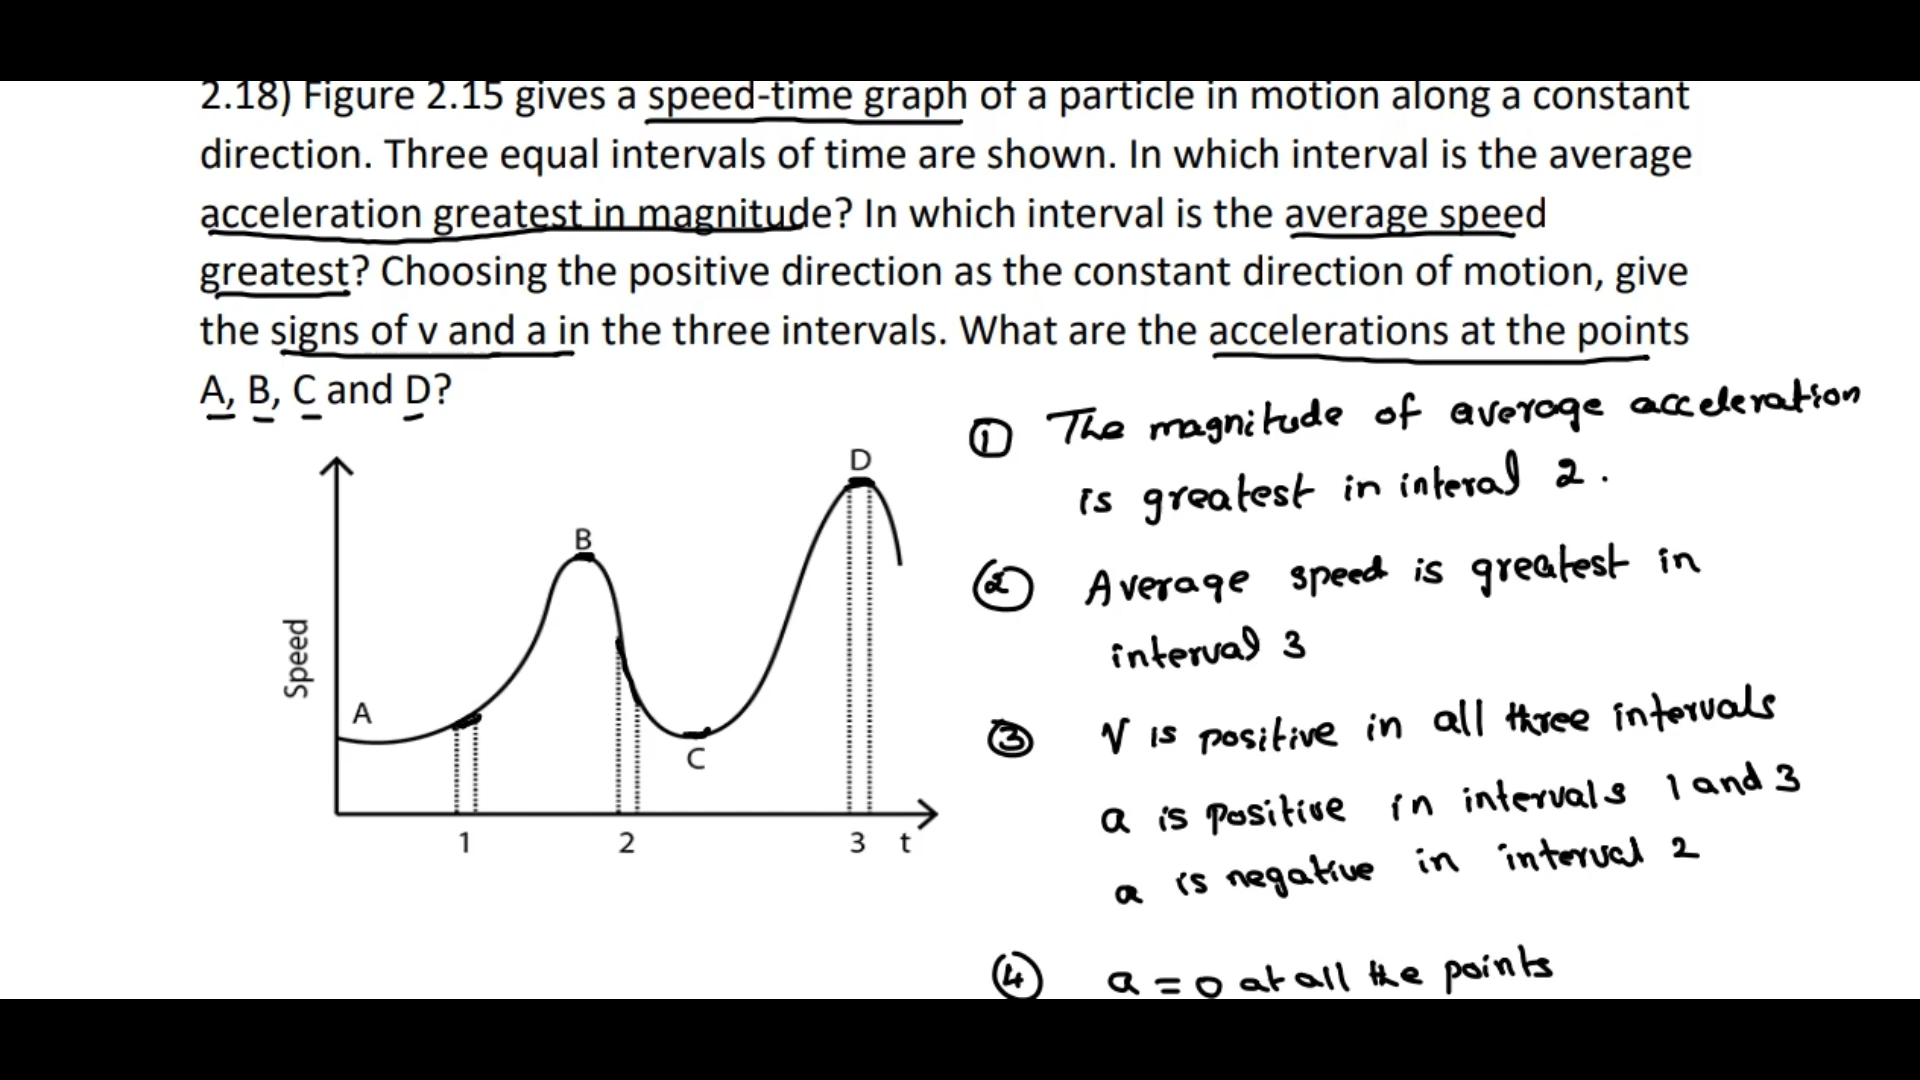 2.18) Figure 2.15 gives a speed-time graph of a particle in motion along a constant
direction. Three equal intervals of time are shown. In which interval is the average
acceleration greatest in magnitude? In which interval is the average speed
greatest? Choosing the positive direction as the constant direction of motion, give
the signs of v and a in the three intervals. What are the accelerations at the points
A, B, C and D?
① The magnitude of average acceleration
is greatest in interal 2.
② Average speed is greatest in
interval 3
③ V is positive in all three intervals
a is positive in intervals 1 and 3
a is negative in interval 2
④ a = 0 at all the points
D
B
Speed
A
C
1 2 3 t